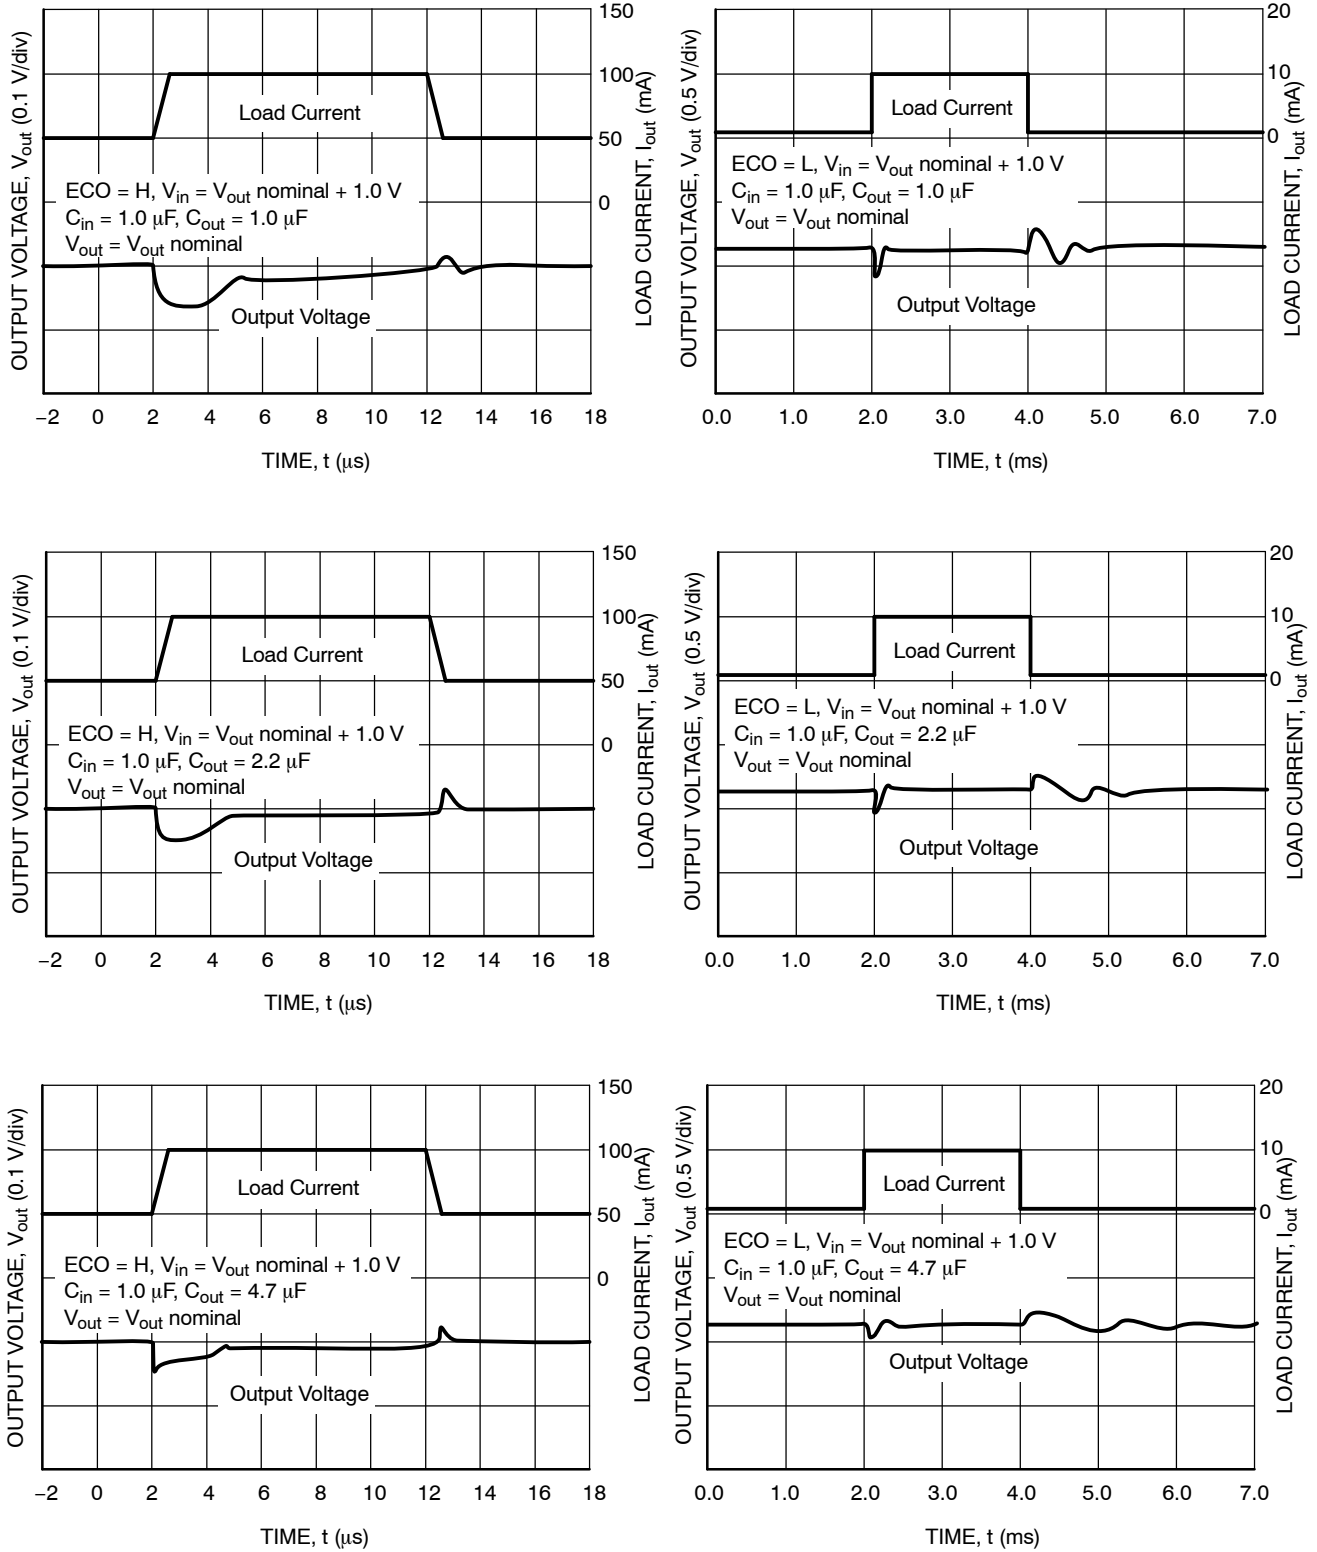 OUTPUT VOLTAGE, Vout (0.1 V/div)
150
100
50
0
LOAD CURRENT, Iout (mA)
Load Current
ECO = H, Vin = Vout nominal + 1.0 V
Cin = 1.0 μF, Cout = 1.0 μF
Vout = Vout nominal
Output Voltage
−2 0 2 4 6 8 10 12 14 16 18
TIME, t (μs)
OUTPUT VOLTAGE, Vout (0.5 V/div)
20
10
0
LOAD CURRENT, Iout (mA)
Load Current
ECO = L, Vin = Vout nominal + 1.0 V
Cin = 1.0 μF, Cout = 1.0 μF
Vout = Vout nominal
Output Voltage
0.0 1.0 2.0 3.0 4.0 5.0 6.0 7.0
TIME, t (ms)
OUTPUT VOLTAGE, Vout (0.1 V/div)
150
100
50
0
LOAD CURRENT, Iout (mA)
Load Current
ECO = H, Vin = Vout nominal + 1.0 V
Cin = 1.0 μF, Cout = 2.2 μF
Vout = Vout nominal
Output Voltage
−2 0 2 4 6 8 10 12 14 16 18
TIME, t (μs)
OUTPUT VOLTAGE, Vout (0.5 V/div)
20
10
0
LOAD CURRENT, Iout (mA)
Load Current
ECO = L, Vin = Vout nominal + 1.0 V
Cin = 1.0 μF, Cout = 2.2 μF
Vout = Vout nominal
Output Voltage
0.0 1.0 2.0 3.0 4.0 5.0 6.0 7.0
TIME, t (ms)
OUTPUT VOLTAGE, Vout (0.1 V/div)
150
100
50
0
LOAD CURRENT, Iout (mA)
Load Current
ECO = H, Vin = Vout nominal + 1.0 V
Cin = 1.0 μF, Cout = 4.7 μF
Vout = Vout nominal
Output Voltage
−2 0 2 4 6 8 10 12 14 16 18
TIME, t (μs)
OUTPUT VOLTAGE, Vout (0.5 V/div)
20
10
0
LOAD CURRENT, Iout (mA)
Load Current
ECO = L, Vin = Vout nominal + 1.0 V
Cin = 1.0 μF, Cout = 4.7 μF
Vout = Vout nominal
Output Voltage
0.0 1.0 2.0 3.0 4.0 5.0 6.0 7.0
TIME, t (ms)